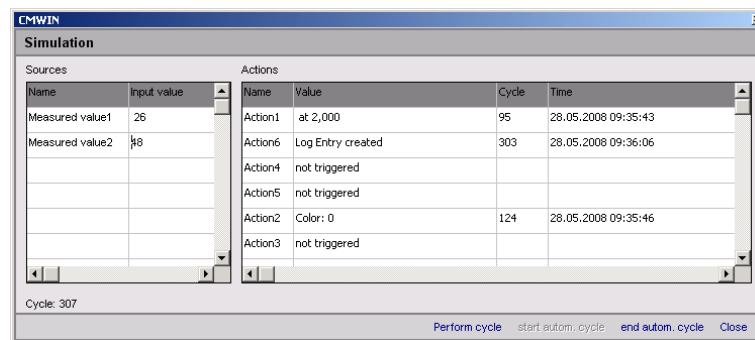 CMWIN
Simulation
Sources
Actions
Name Input value
Measured value1 26
Measured value2 48
Name Value Cycle Time
Action1 at 2,000 95 28.05.2008 09:35:43
Action6 Log Entry created 303 28.05.2008 09:36:06
Action4 not triggered
Action5 not triggered
Action2 Color: 0 124 28.05.2008 09:35:46
Action3 not triggered
Cycle: 307
Perform cycle start autom. cycle end autom. cycle Close